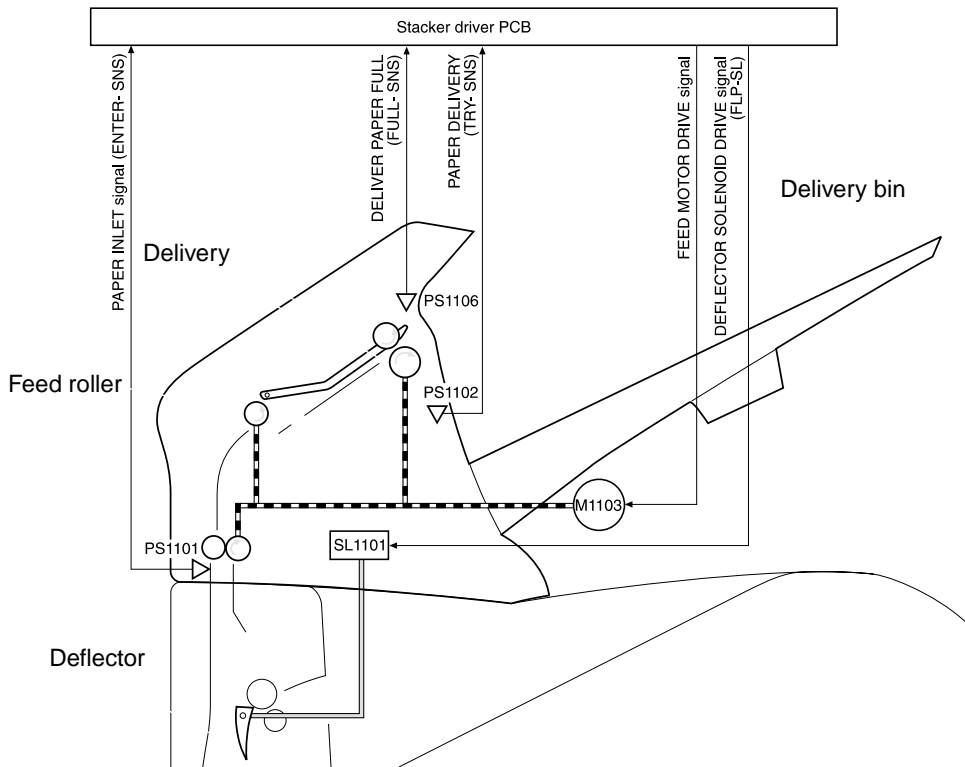 Stacker driver PCB
PAPER INLET signal (ENTER- SNS)
DELIVER PAPER FULL
(FULL- SNS)
PAPER DELIVERY
(TRY- SNS)
FEED MOTOR DRIVE signal
DEFLECTOR SOLENOID DRIVE signal
(FLP-SL)
Delivery bin
Delivery
PS1106
Feed roller
PS1102
M1103
PS1101
SL1101
Deflector